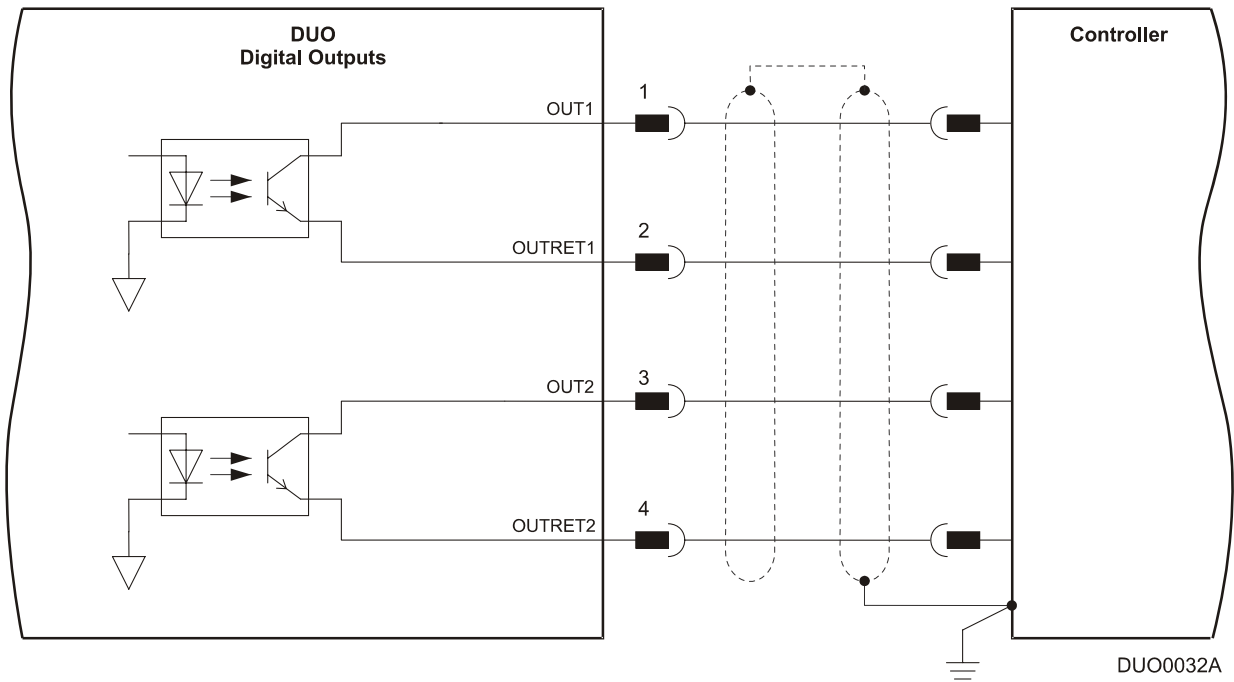 DUO
Digital Outputs
Controller
OUT1
1
OUTRET1
2
OUT2
3
OUTRET2
4
DUO0032A